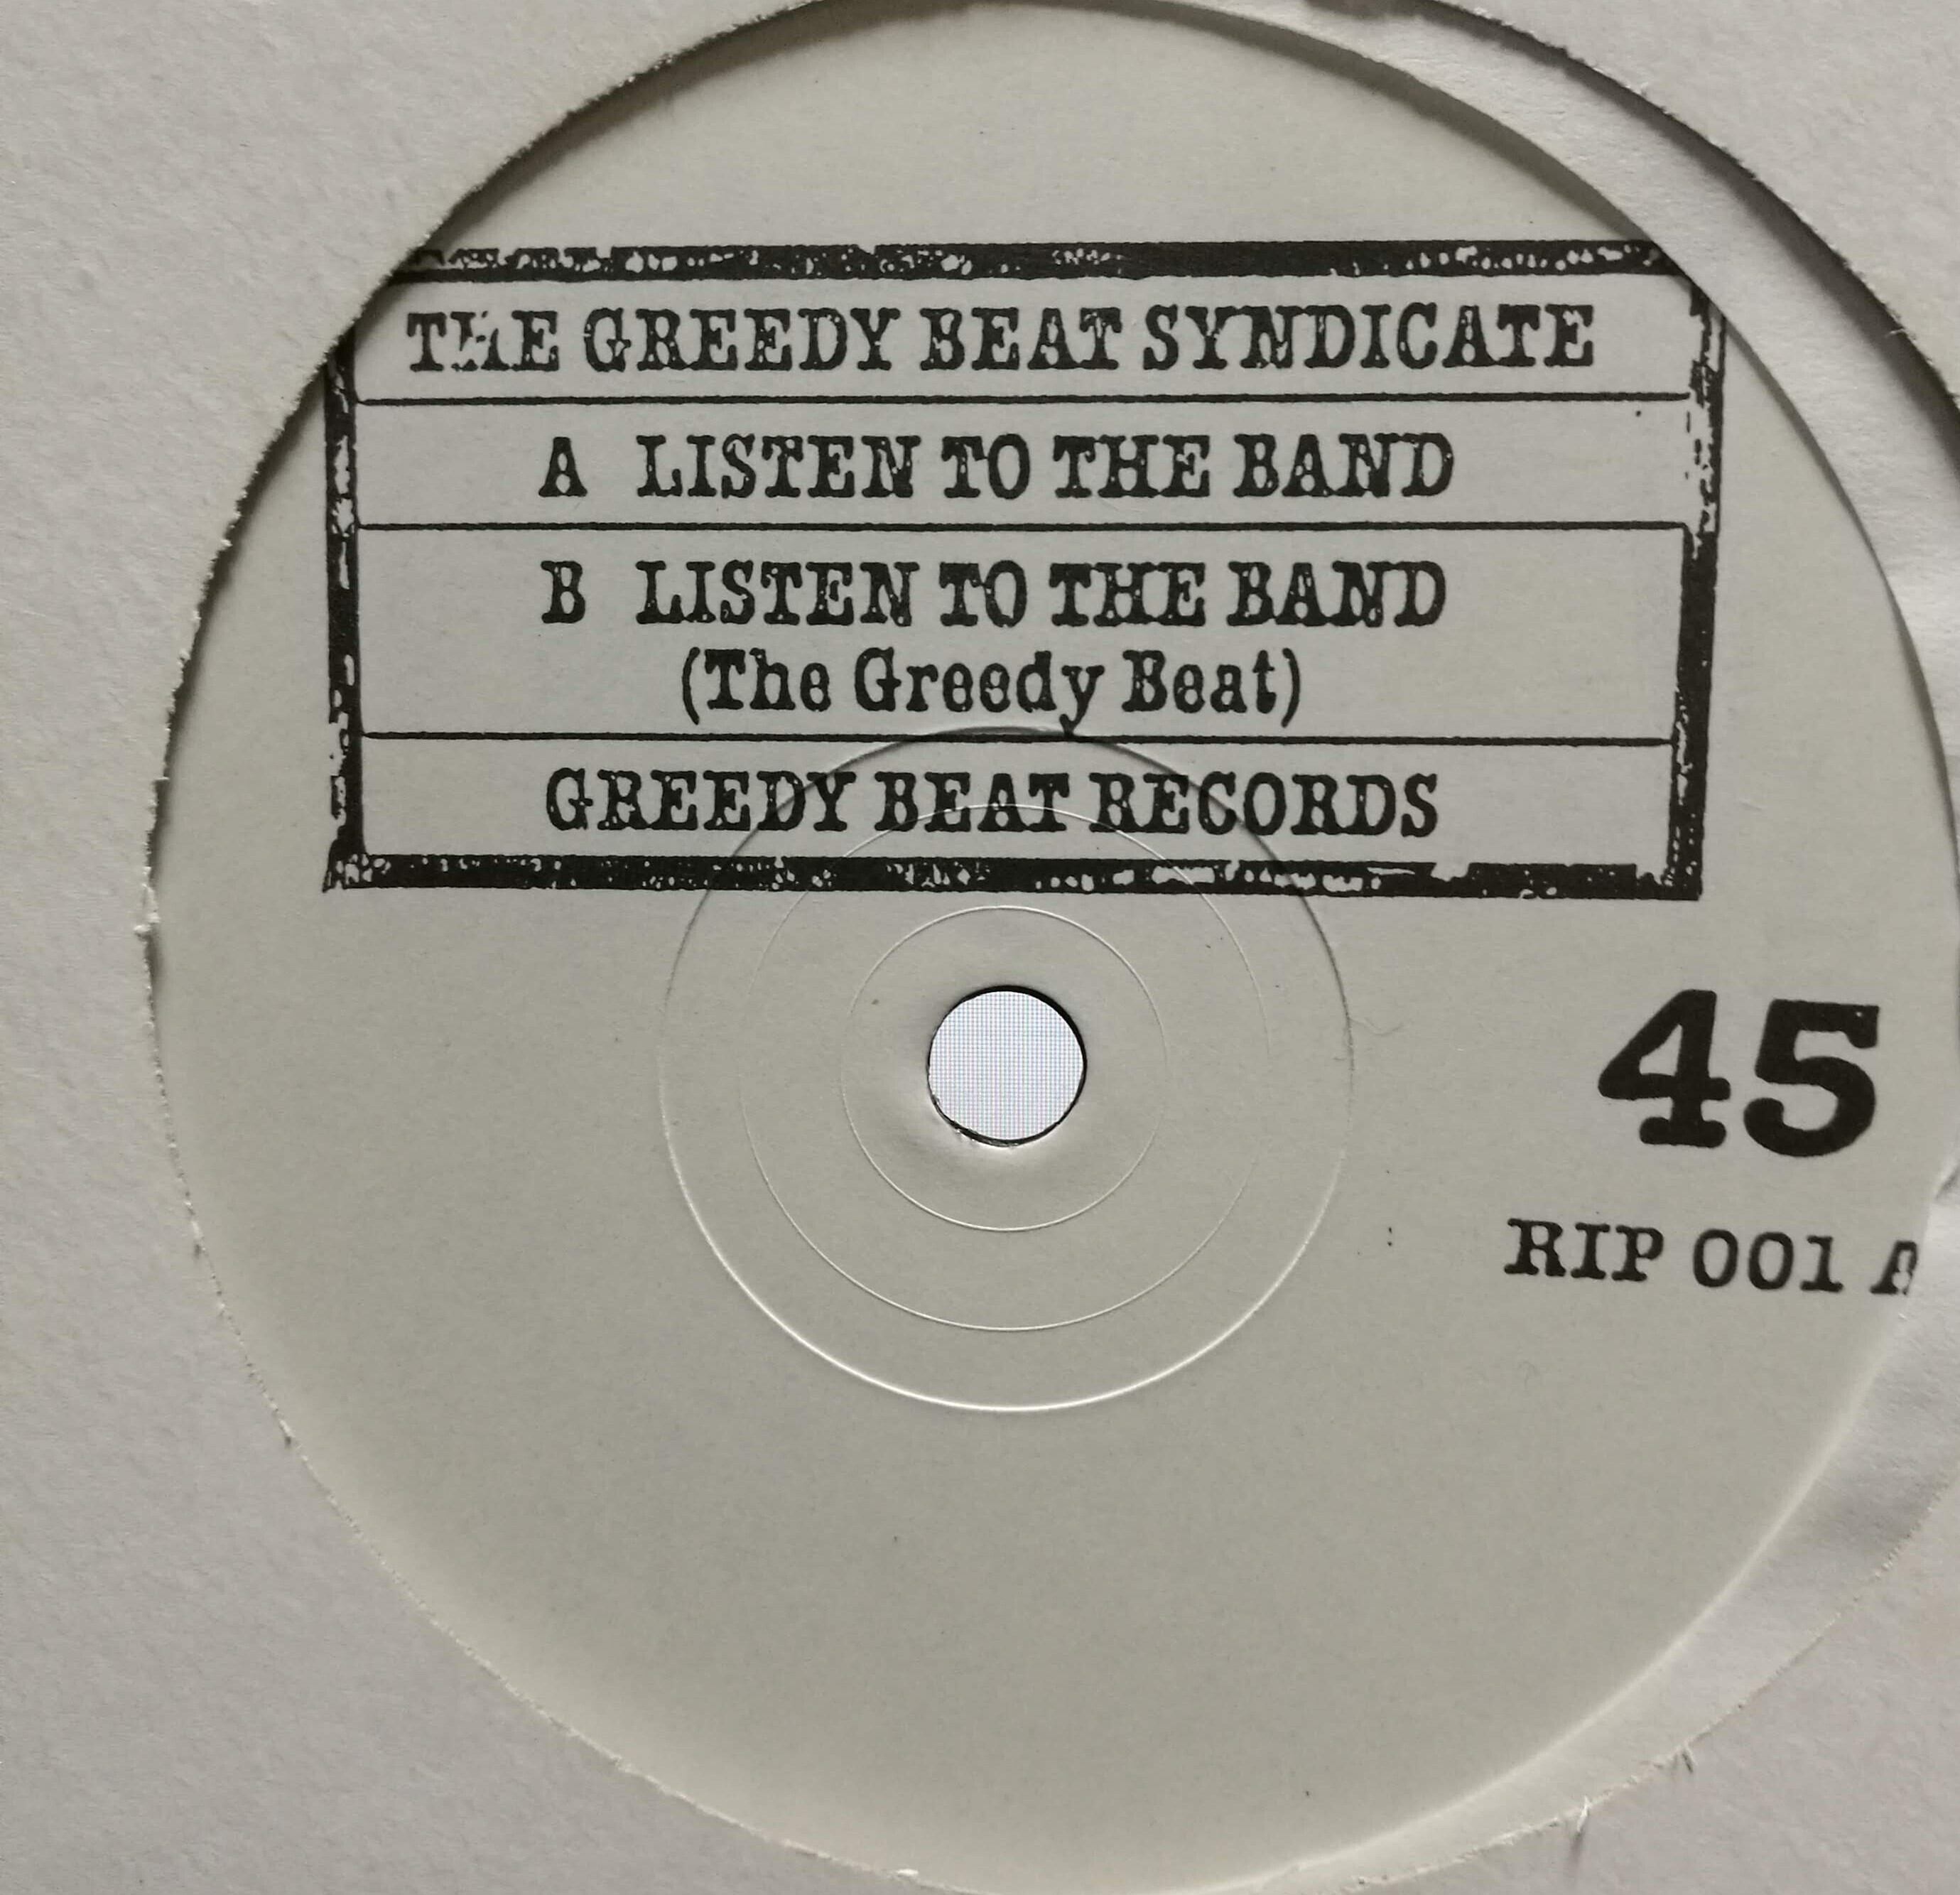 THE GREEDY BEAT SYNDICATE
A LISTEN TO THE BAND
B LISTEN TO THE BAND
(The Greedy Beat)
GREEDY BEAT RECORDS
45
RIP 001 A